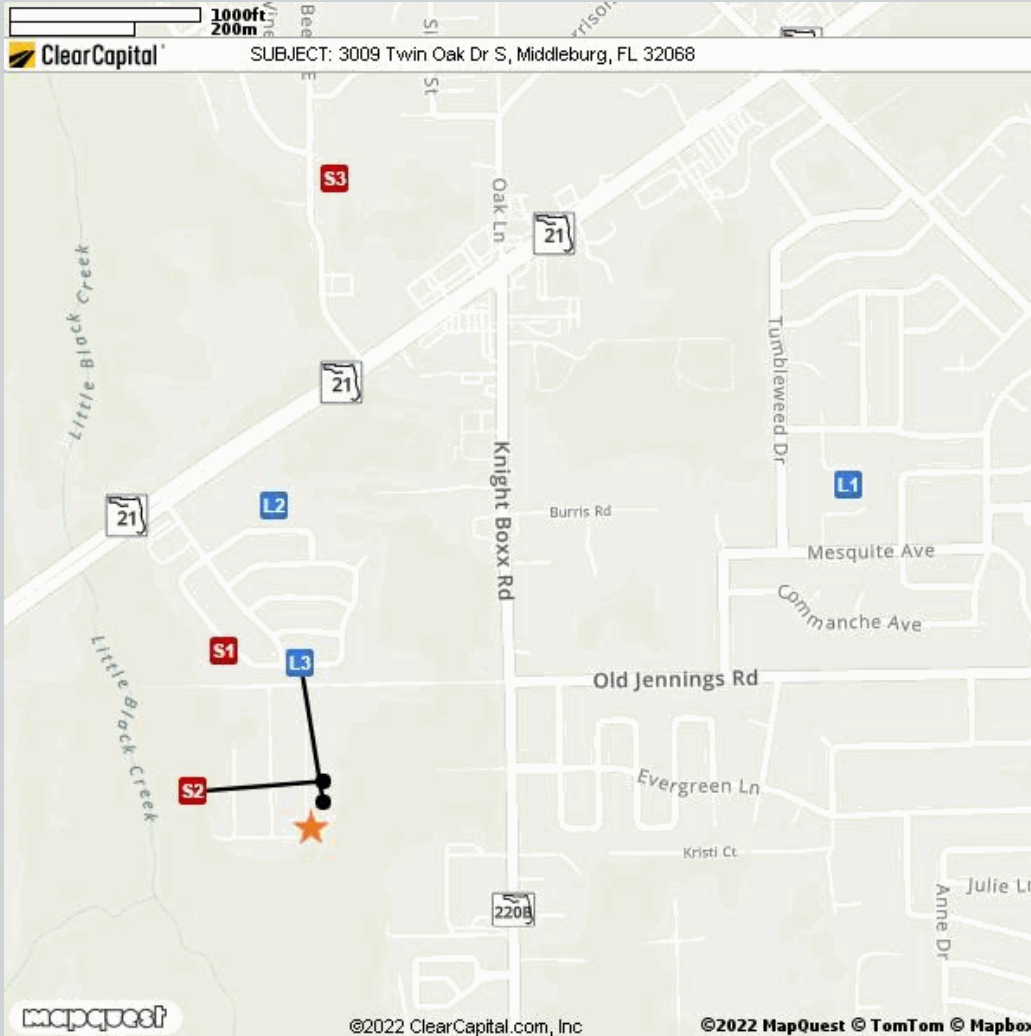 1000ft
200m
ClearCapital
SUBJECT: 3009 Twin Oak Dr S, Middleburg, FL 32068
St
S3
Oak Ln
21
Little Black Creek
21
Tumbleweed Dr
Knight Boxx Rd
L1
L2
21
Burris Rd
Mesquite Ave
Commanche Ave
Little Black Creek
S1
L3
Old Jennings Rd
S2
Evergreen Ln
Kristi Ct
Julie Ln
Anne Dr
220B
mapquest
©2022 ClearCapital.com, Inc
©2022 MapQuest © TomTom © Mapbox